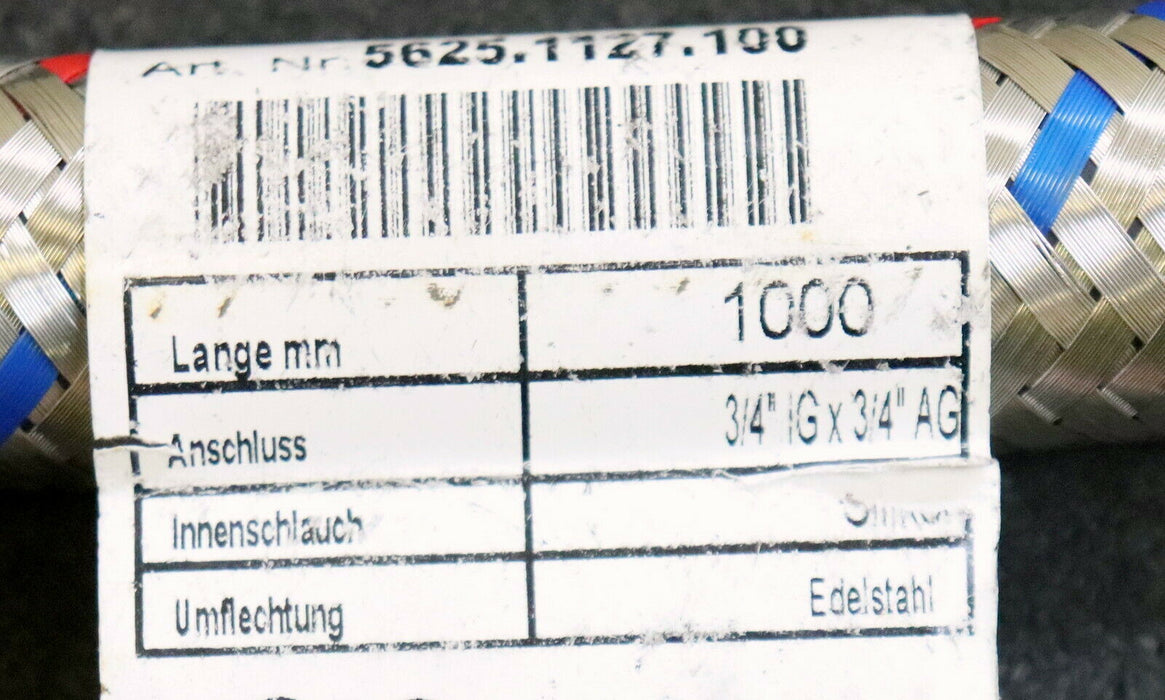 Art. Nr. 5625.1127.100
Lange mm 1000
Anschluss 3/4" IG x 3/4" AG
Innenschlauch
Umflechtung Edelstahl